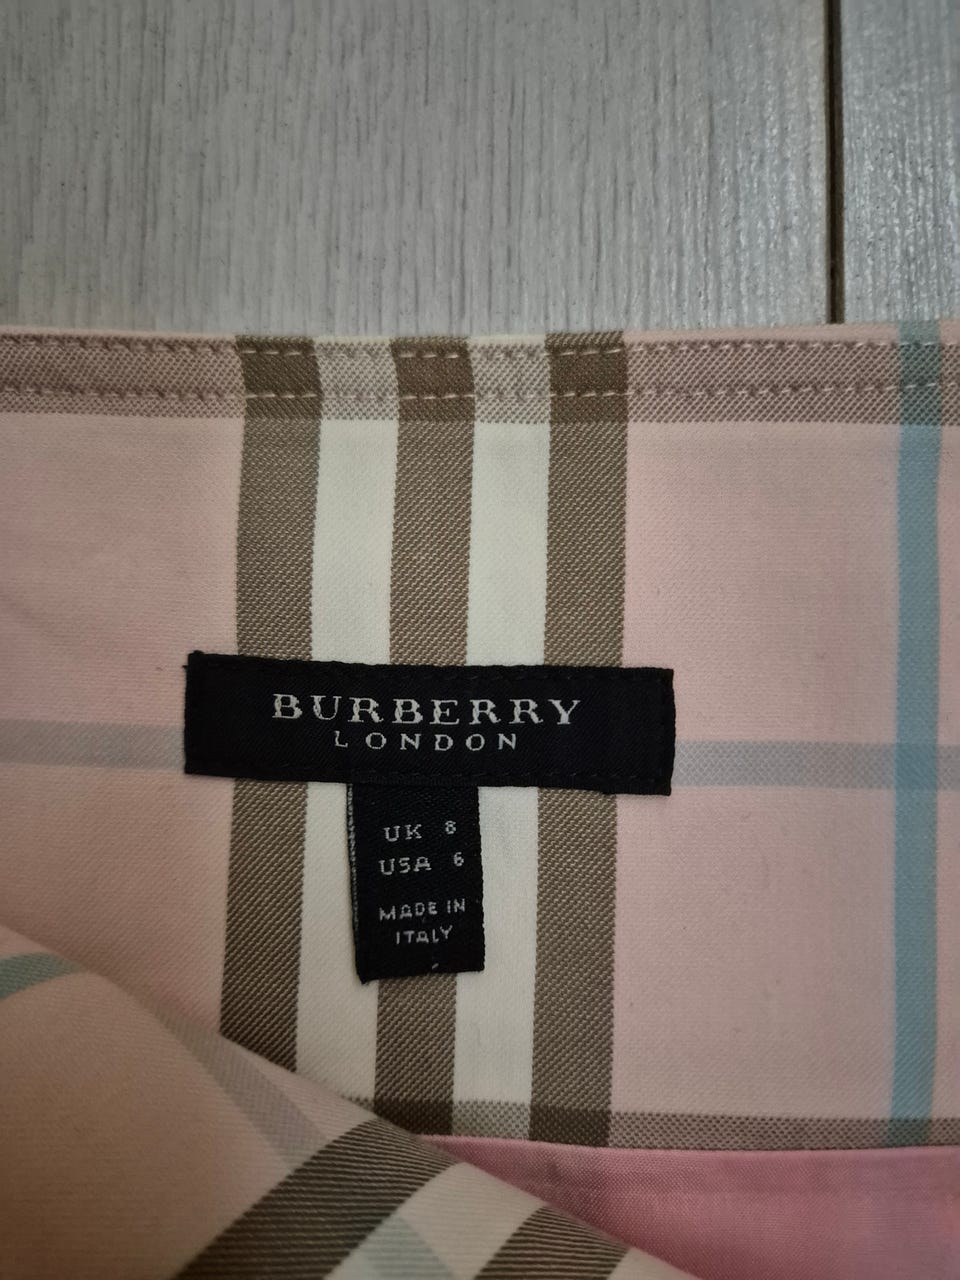 BURBERRY
LONDON
UK 8
USA 6
MADE IN
ITALY